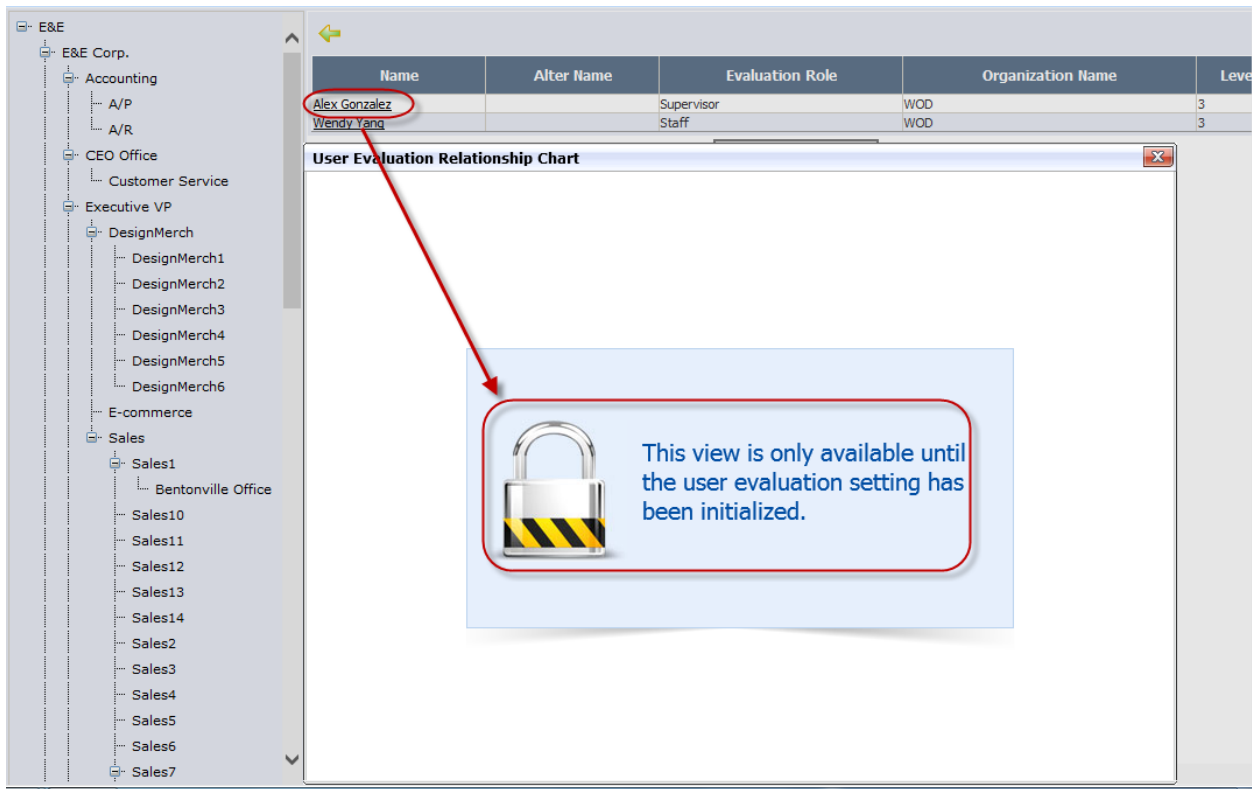 E&E
E&E Corp.
Accounting
A/P
A/R
CEO Office
Customer Service
Executive VP
DesignMerch
DesignMerch1
DesignMerch2
DesignMerch3
DesignMerch4
DesignMerch5
DesignMerch6
E-commerce
Sales
Sales1
Bentonville Office
Sales10
Sales11
Sales12
Sales13
Sales14
Sales2
Sales3
Sales4
Sales5
Sales6
Sales7
Name Alter Name Evaluation Role Organization Name Leve
Alex Gonzalez Supervisor WOD 3
Wendy Yang Staff WOD 3
User Evaluation Relationship Chart
This view is only available until
the user evaluation setting has
been initialized.